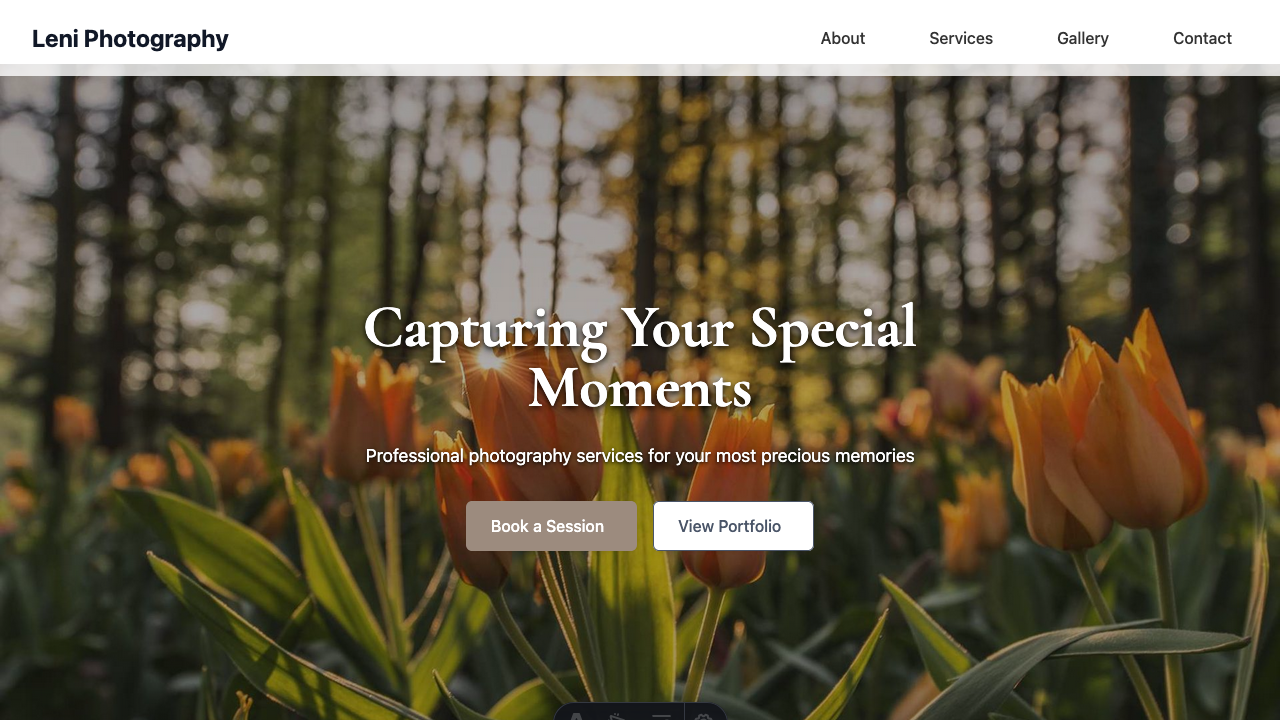 Leni Photography
About
Services
Gallery
Contact
Capturing Your Special
Moments
Professional photography services for your most precious memories
Book a Session
View Portfolio